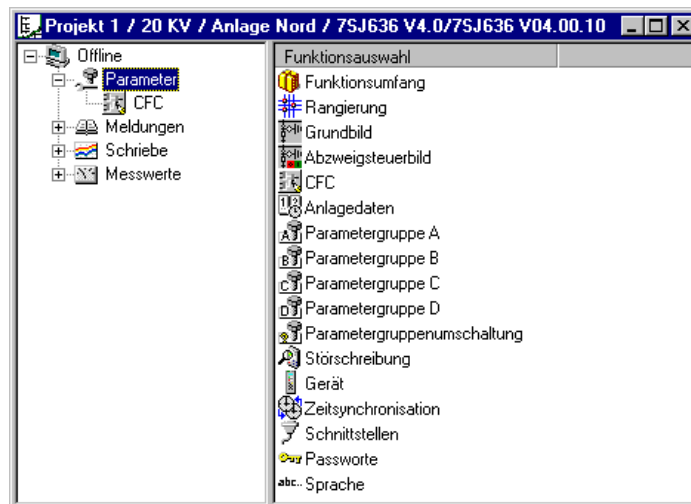 Projekt 1 / 20 KV / Anlage Nord / 7SJ636 V4.0/7SJ636 V04.00.10
Offline
Parameter
CFC
Meldungen
Schriebe
Messwerte
Funktionsauswahl
Funktionsumfang
Rangierung
Grundbild
Abzweigsteuerbild
CFC
Anlagedaten
Parametergruppe A
Parametergruppe B
Parametergruppe C
Parametergruppe D
Parametergruppenumschaltung
Störschreibung
Gerät
Zeitsynchronisation
Schnittstellen
Passworte
abc.. Sprache